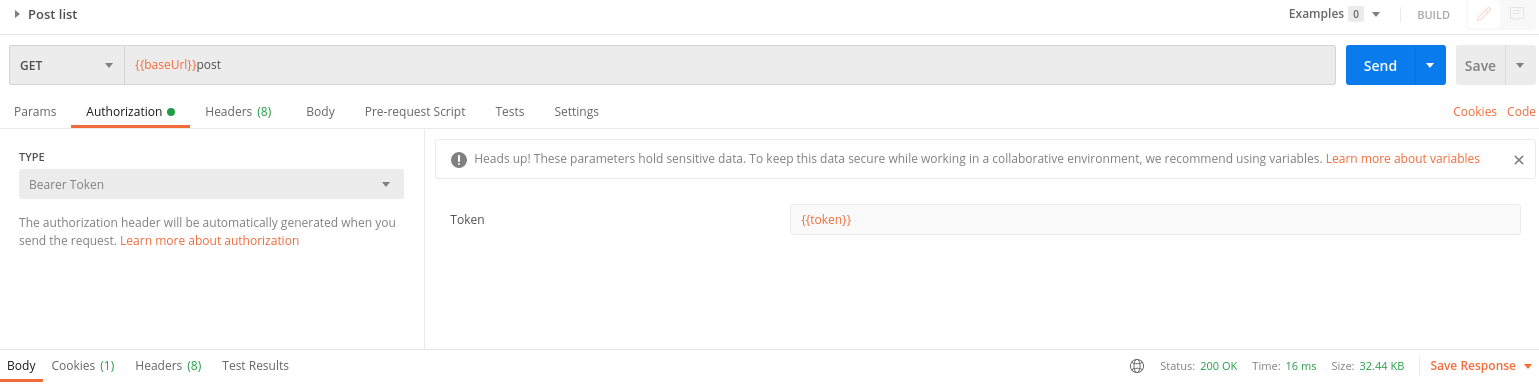 Post list
Examples 0
BUILD
GET
{{baseUrl}}post
Send
Save
Params
Authorization
Headers (8)
Body
Pre-request Script
Tests
Settings
Cookies
Code
TYPE
Bearer Token
The authorization header will be automatically generated when you
send the request. Learn more about authorization
Heads up! These parameters hold sensitive data. To keep this data secure while working in a collaborative environment, we recommend using variables. Learn more about variables
Token
{{token}}
Body
Cookies (1)
Headers (8)
Test Results
Status: 200 OK
Time: 16 ms
Size: 32.44 KB
Save Response